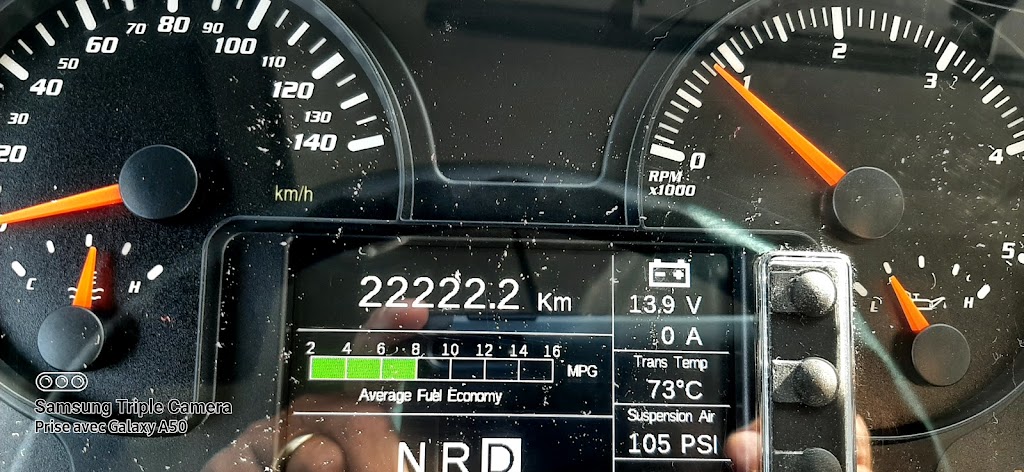 20
30
40
50
60
70
80
90
100
110
120
130
140
km/h
C H
0
1
2
3
4
5
RPM
x1000
E H
22222.2 Km
2 4 6 8 10 12 14 16
MPG
Average Fuel Economy
N R D
13.9 V
0 A
Trans Temp
73°C
Suspension Air
105 PSI
Samsung Triple Camera
Prise avec Galaxy A50